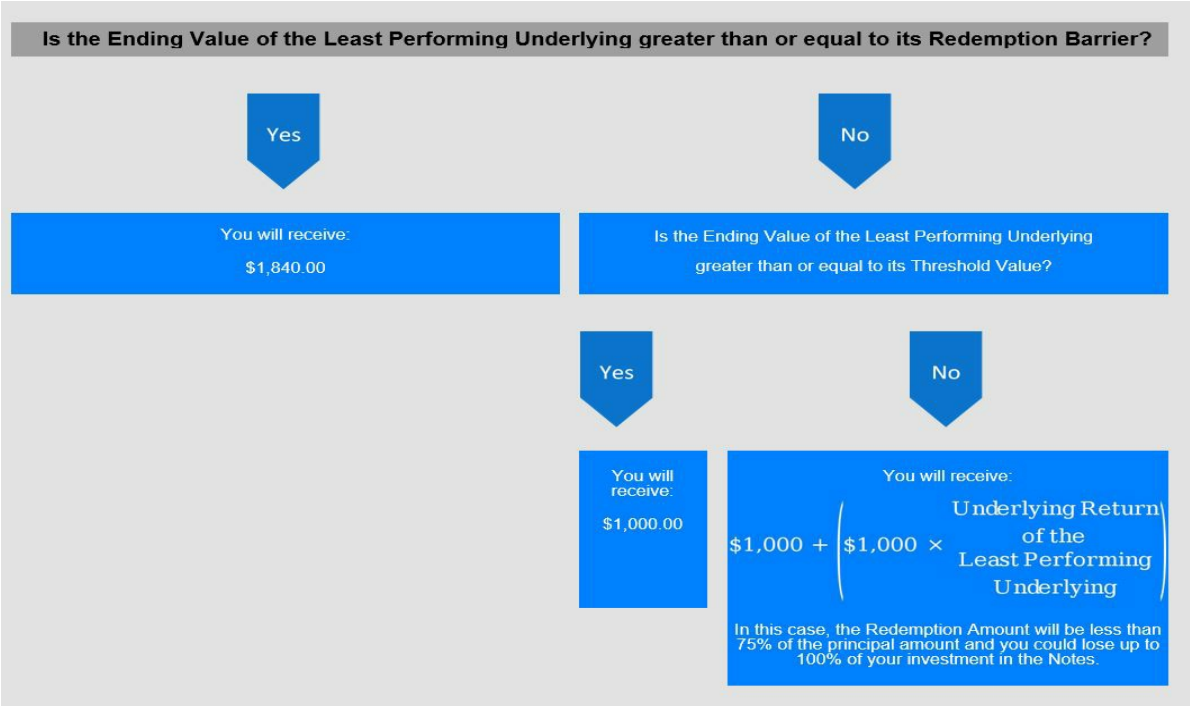 Is the Ending Value of the Least Performing Underlying greater than or equal to its Redemption Barrier?
Yes
No
You will receive:
$1,840.00
Is the Ending Value of the Least Performing Underlying
greater than or equal to its Threshold Value?
Yes
No
You will
receive:
$1,000.00
You will receive:
$1,000 + ($1,000 × Underlying Return
of the
Least Performing
Underlying)
In this case, the Redemption Amount will be less than
75% of the principal amount and you could lose up to
100% of your investment in the Notes.